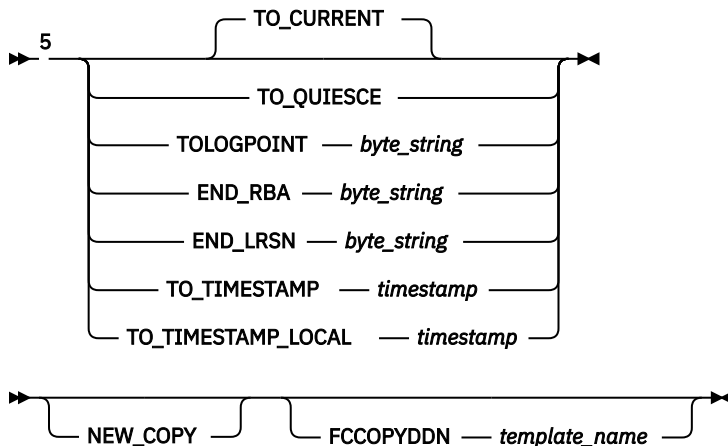 TO_CURRENT
5
TO_QUIESCE
TOLOGPOINT byte_string
END_RBA byte_string
END_LRSN byte_string
TO_TIMESTAMP timestamp
TO_TIMESTAMP_LOCAL timestamp
NEW_COPY FCCOPYDDN template_name